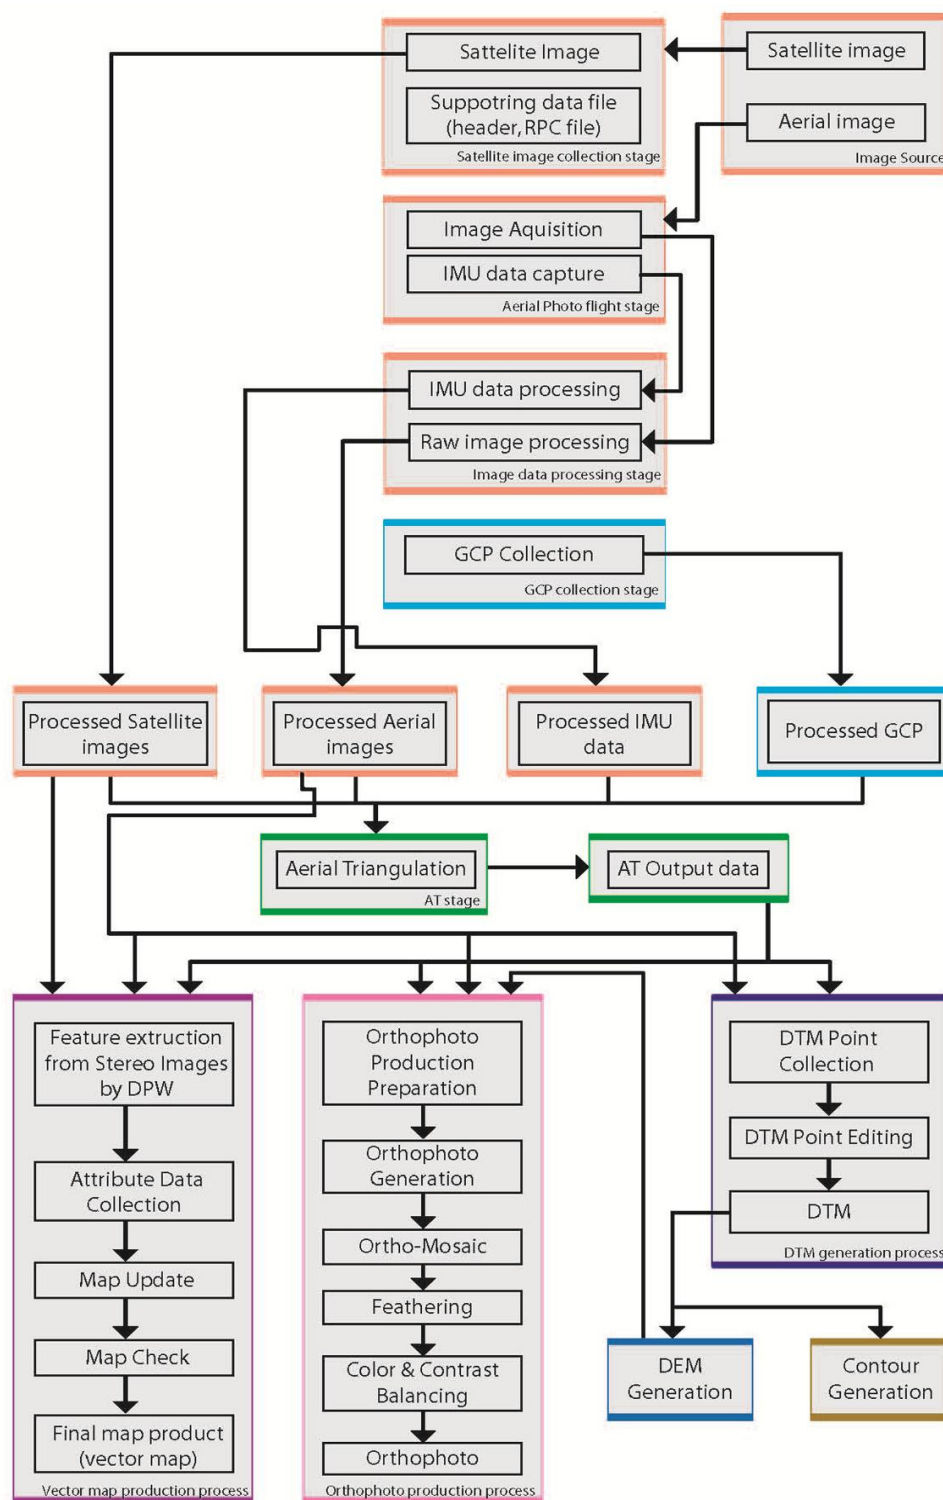 Sattelite Image
Suppotring data file
(header, RPC file)
Satellite image collection stage
Satellite image
Aerial image
Image Source
Image Aquisition
IMU data capture
Aerial Photo flight stage
IMU data processing
Raw image processing
Image data processing stage
GCP Collection
GCP collection stage
Processed Satellite
images
Processed Aerial
images
Processed IMU
data
Processed GCP
Aerial Triangulation
AT stage
AT Output data
Feature extruction
from Stereo Images
by DPW
Attribute Data
Collection
Map Update
Map Check
Final map product
(vector map)
Vector map production process
Orthophoto
Production
Preparation
Orthophoto
Generation
Ortho-Mosaic
Feathering
Color & Contrast
Balancing
Orthophoto
Orthophoto production process
DTM Point
Collection
DTM Point Editing
DTM
DTM generation process
DEM
Generation
Contour
Generation